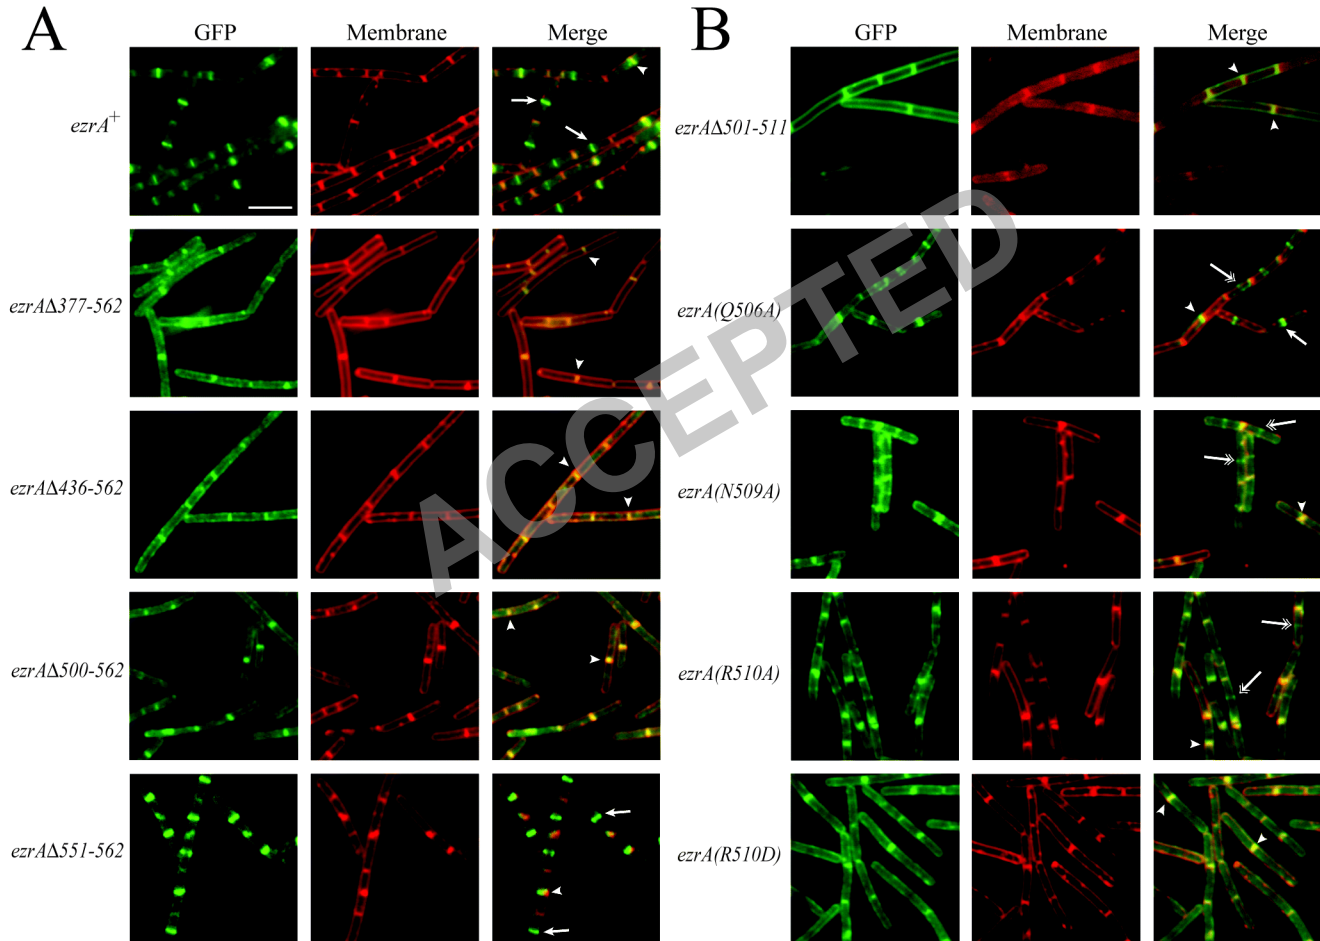 A
GFP Membrane Merge
ezrA+
ezrAΔ377-562
ezrAΔ436-562
ezrAΔ500-562
ezrAΔ551-562
B
GFP Membrane Merge
ezrAΔ501-511
ezrA(Q506A)
ezrA(N509A)
ezrA(R510A)
ezrA(R510D)
ACCEPTED